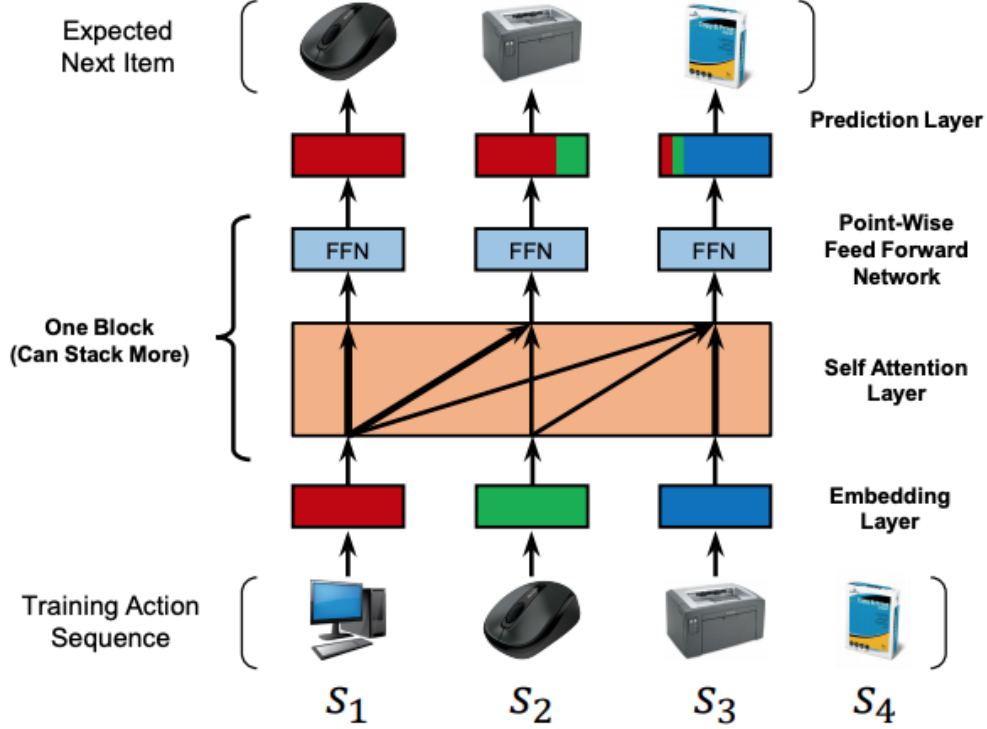 Expected
Next Item
Prediction Layer
FFN
FFN
FFN
Point-Wise
Feed Forward
Network
One Block
(Can Stack More)
Self Attention
Layer
Embedding
Layer
Training Action
Sequence
S₁
S₂
S₃
S₄